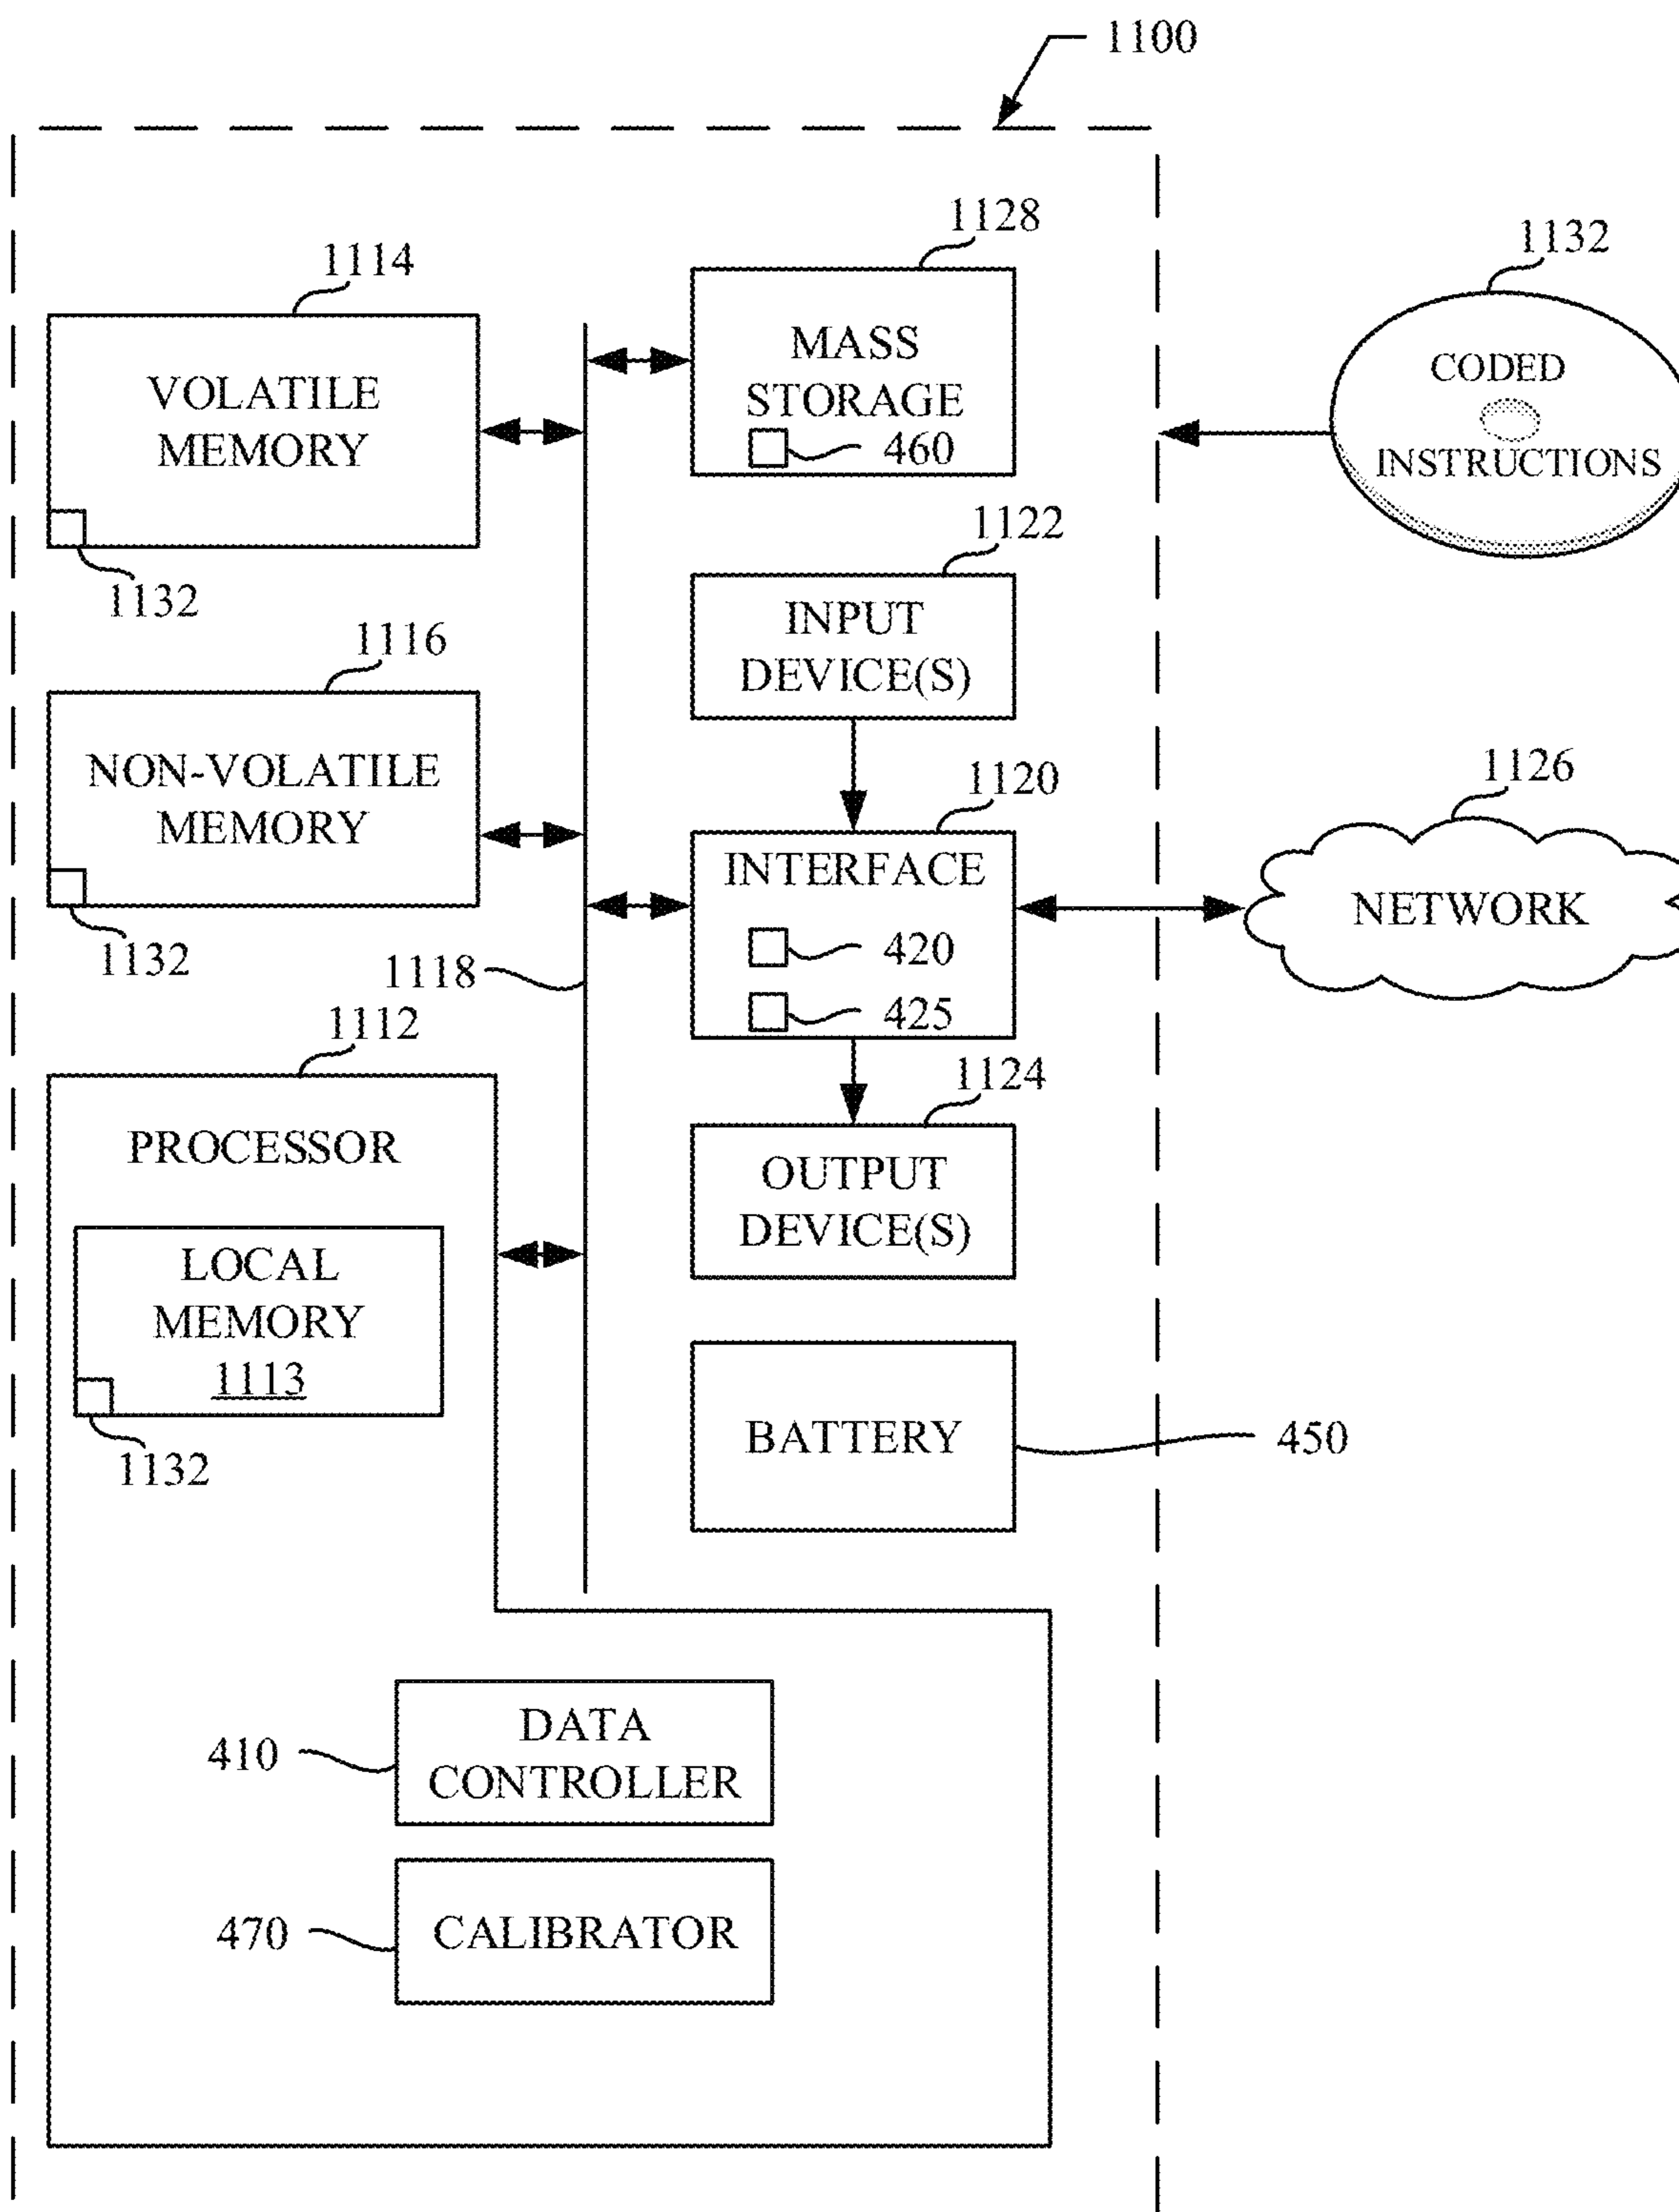 1100
1128
1132
1114
MASS
STORAGE
460
VOLATILE
MEMORY
CODED
INSTRUCTIONS
1132
1122
INPUT
DEVICE(S)
1116
NON-VOLATILE
MEMORY
1132
1120
INTERFACE
420
425
1126
NETWORK
1118
1112
PROCESSOR
1124
OUTPUT
DEVICE(S)
LOCAL
MEMORY
1113
1132
BATTERY
450
410
DATA
CONTROLLER
470
CALIBRATOR